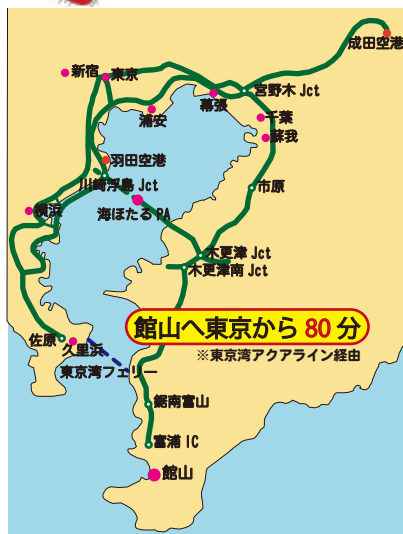 成田空港
新宿
東京
宮野木 Jct
幕張
浦安
千葉
蘇我
羽田空港
川崎浮島 Jct
市原
横浜
海ほたる PA
木更津 Jct
木更津南 Jct
館山へ東京から 80 分
※東京湾アクアライン経由
佐原
久里浜
東京湾フェリー
鋸南富山
富浦 IC
館山